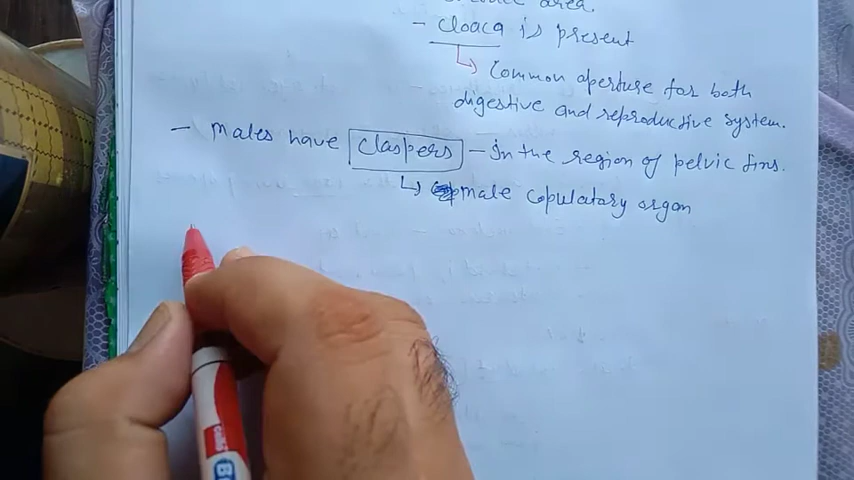 area.
- Cloaca is present
↳ Common aperture for both
digestive and reproductive system.
- Males have Claspers - In the region of pelvic fins.
↳ male copulatory organ